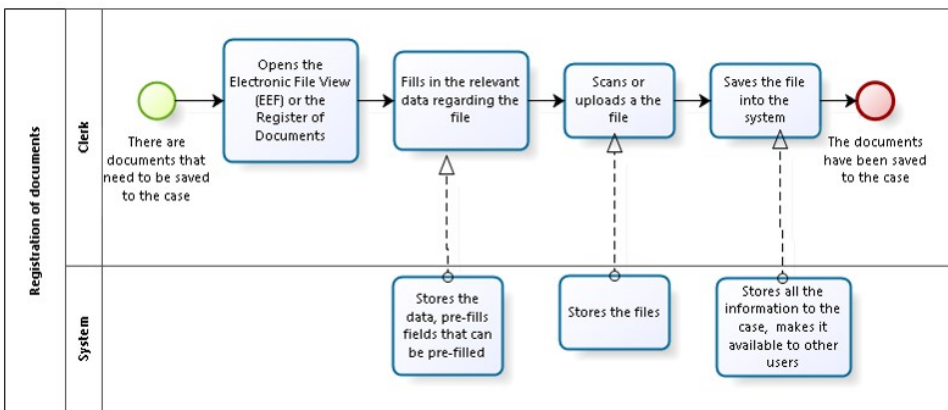 Registration of documents
Clerk
There are
documents that
need to be saved
to the case
Opens the
Electronic File View
(EEF) or the
Register of
Documents
Fills in the relevant
data regarding the
file
Scans or
uploads a the
file
Saves the file
into the
system
The documents
have been saved
to the case
System
Stores the
data, pre-fills
fields that can
be pre-filled
Stores the files
Stores all the
information to the
case, makes it
available to other
users